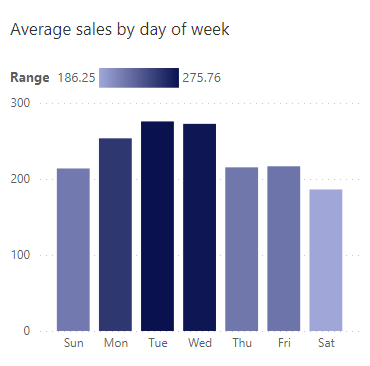 Average sales by day of week
Range 186.25 275.76
300
200
100
0
Sun Mon Tue Wed Thu Fri Sat